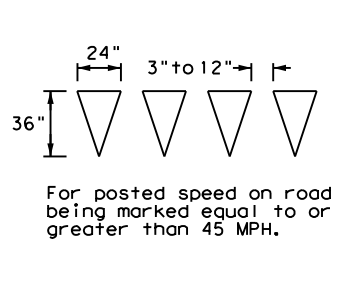 24"
3"to 12"
36"
For posted speed on road
being marked equal to or
greater than 45 MPH.